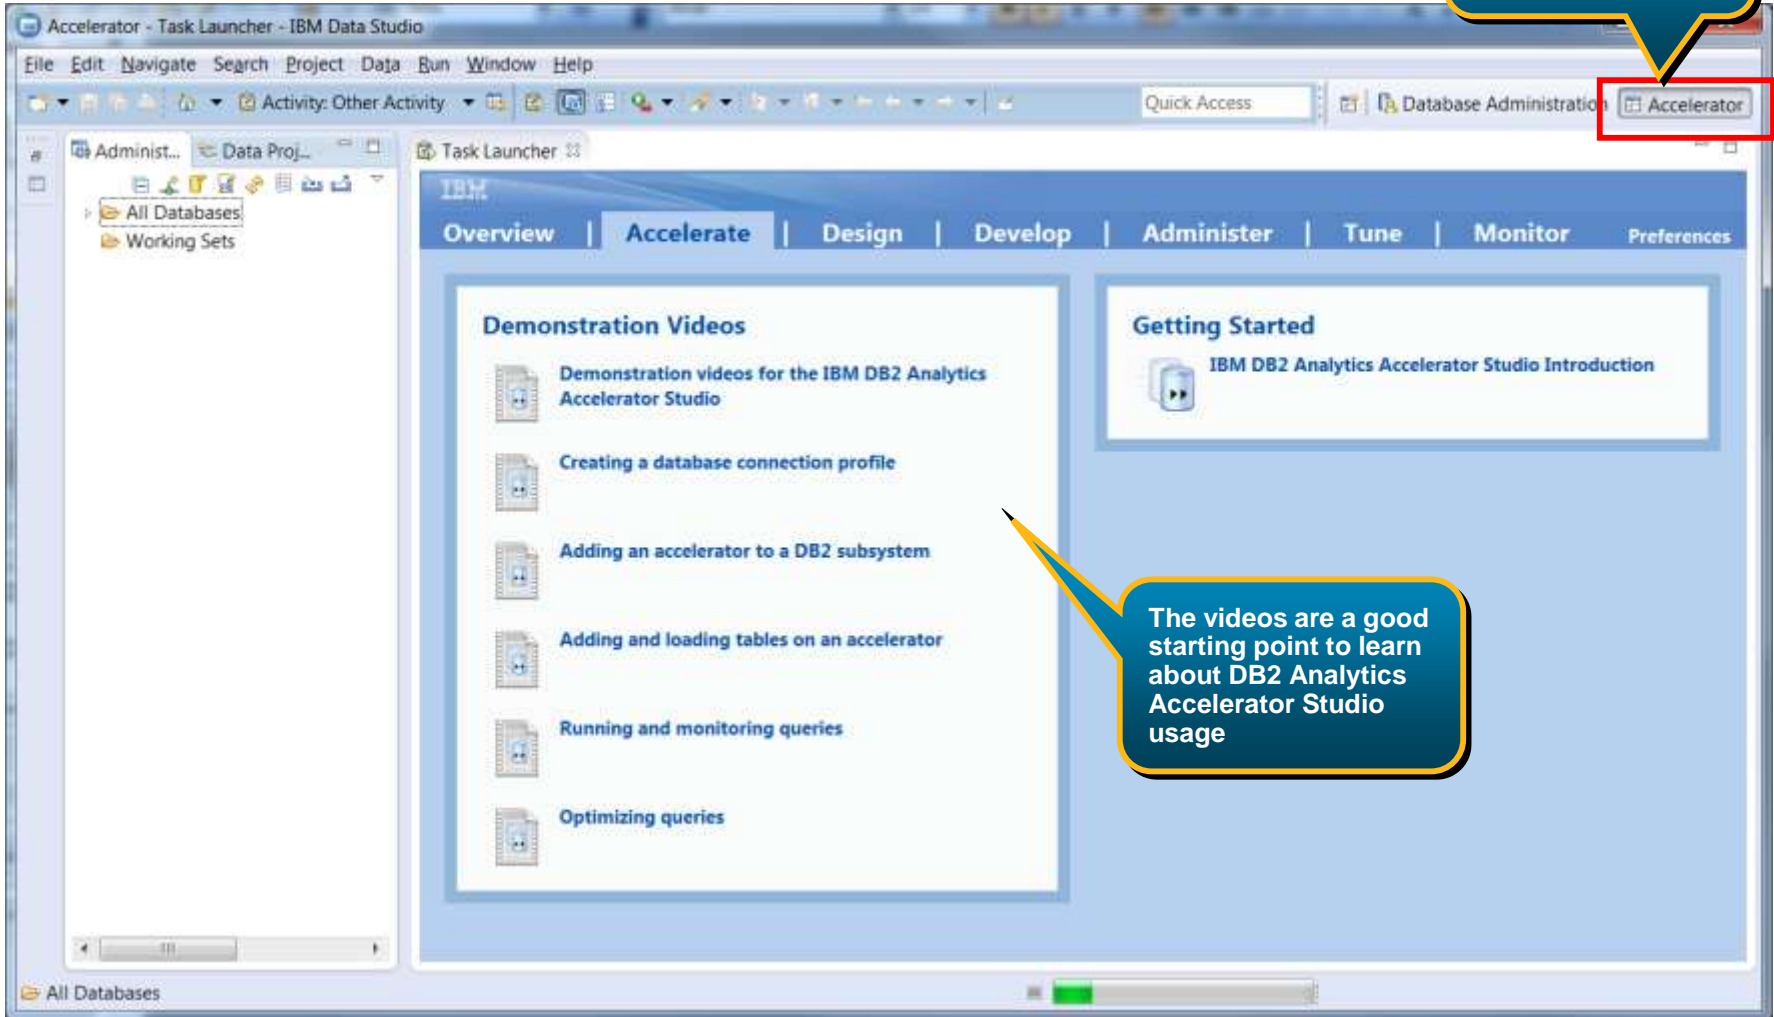 Accelerator - Task Launcher - IBM Data Studio
File Edit Navigate Search Project Data Run Window Help
Activity: Other Activity
Quick Access
Database Administration
Accelerator
Administ...
Data Proj...
Task Launcher
All Databases
Working Sets
IBM
Overview | Accelerate | Design | Develop | Administer | Tune | Monitor Preferences
Demonstration Videos
Demonstration videos for the IBM DB2 Analytics
Accelerator Studio
Creating a database connection profile
Adding an accelerator to a DB2 subsystem
Adding and loading tables on an accelerator
Running and monitoring queries
Optimizing queries
Getting Started
IBM DB2 Analytics Accelerator Studio Introduction
The videos are a good
starting point to learn
about DB2 Analytics
Accelerator Studio
usage
All Databases